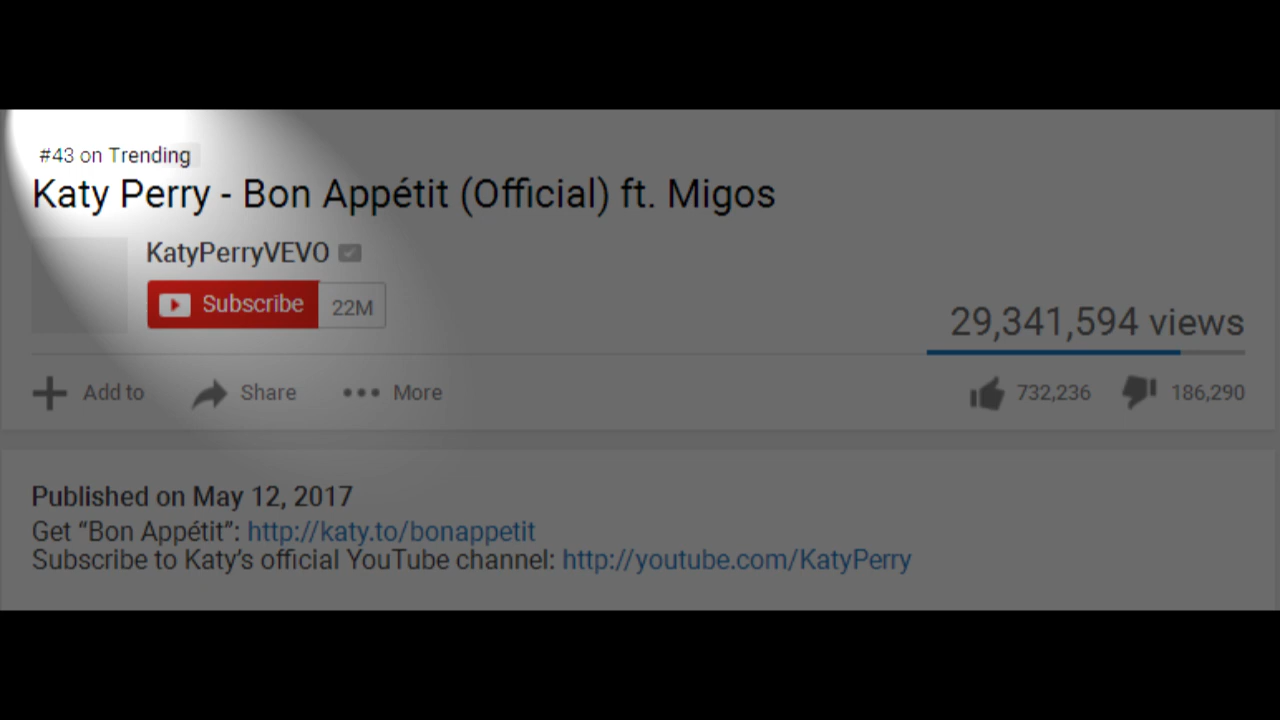 #43 on Trending
Katy Perry - Bon Appétit (Official) ft. Migos
KatyPerryVEVO
Subscribe 22M
29,341,594 views
Add to Share More 732,236 186,290
Published on May 12, 2017
Get “Bon Appétit”: http://katy.to/bonappetit
Subscribe to Katy’s official YouTube channel: http://youtube.com/KatyPerry